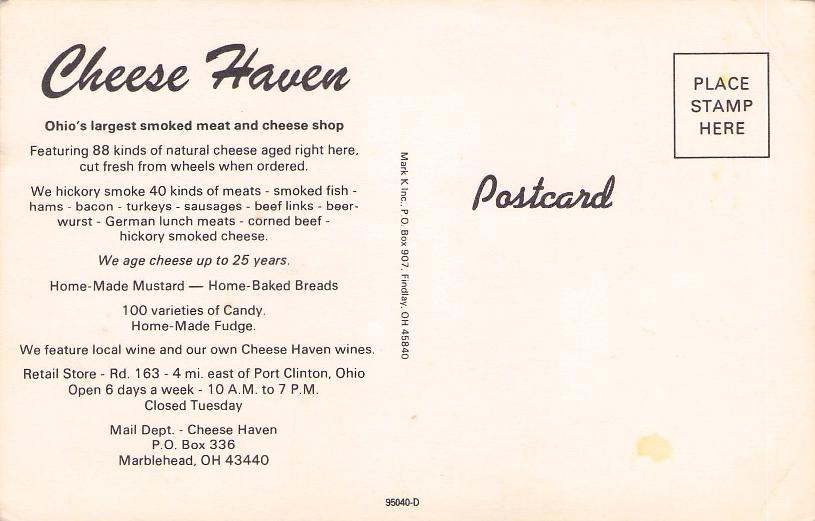 Cheese Haven
Ohio's largest smoked meat and cheese shop
Featuring 88 kinds of natural cheese aged right here,
cut fresh from wheels when ordered.
We hickory smoke 40 kinds of meats - smoked fish -
hams - bacon - turkeys - sausages - beef links - beer-
wurst - German lunch meats - corned beef -
hickory smoked cheese.
We age cheese up to 25 years.
Home-Made Mustard — Home-Baked Breads
100 varieties of Candy.
Home-Made Fudge.
We feature local wine and our own Cheese Haven wines.
Retail Store - Rd. 163 - 4 mi. east of Port Clinton, Ohio
Open 6 days a week - 10 A.M. to 7 P.M.
Closed Tuesday
Mail Dept. - Cheese Haven
P.O. Box 336
Marblehead, OH 43440
Mark K Inc., P.O. Box 907, Findlay, OH 45840
95040-D
Postcard
PLACE
STAMP
HERE